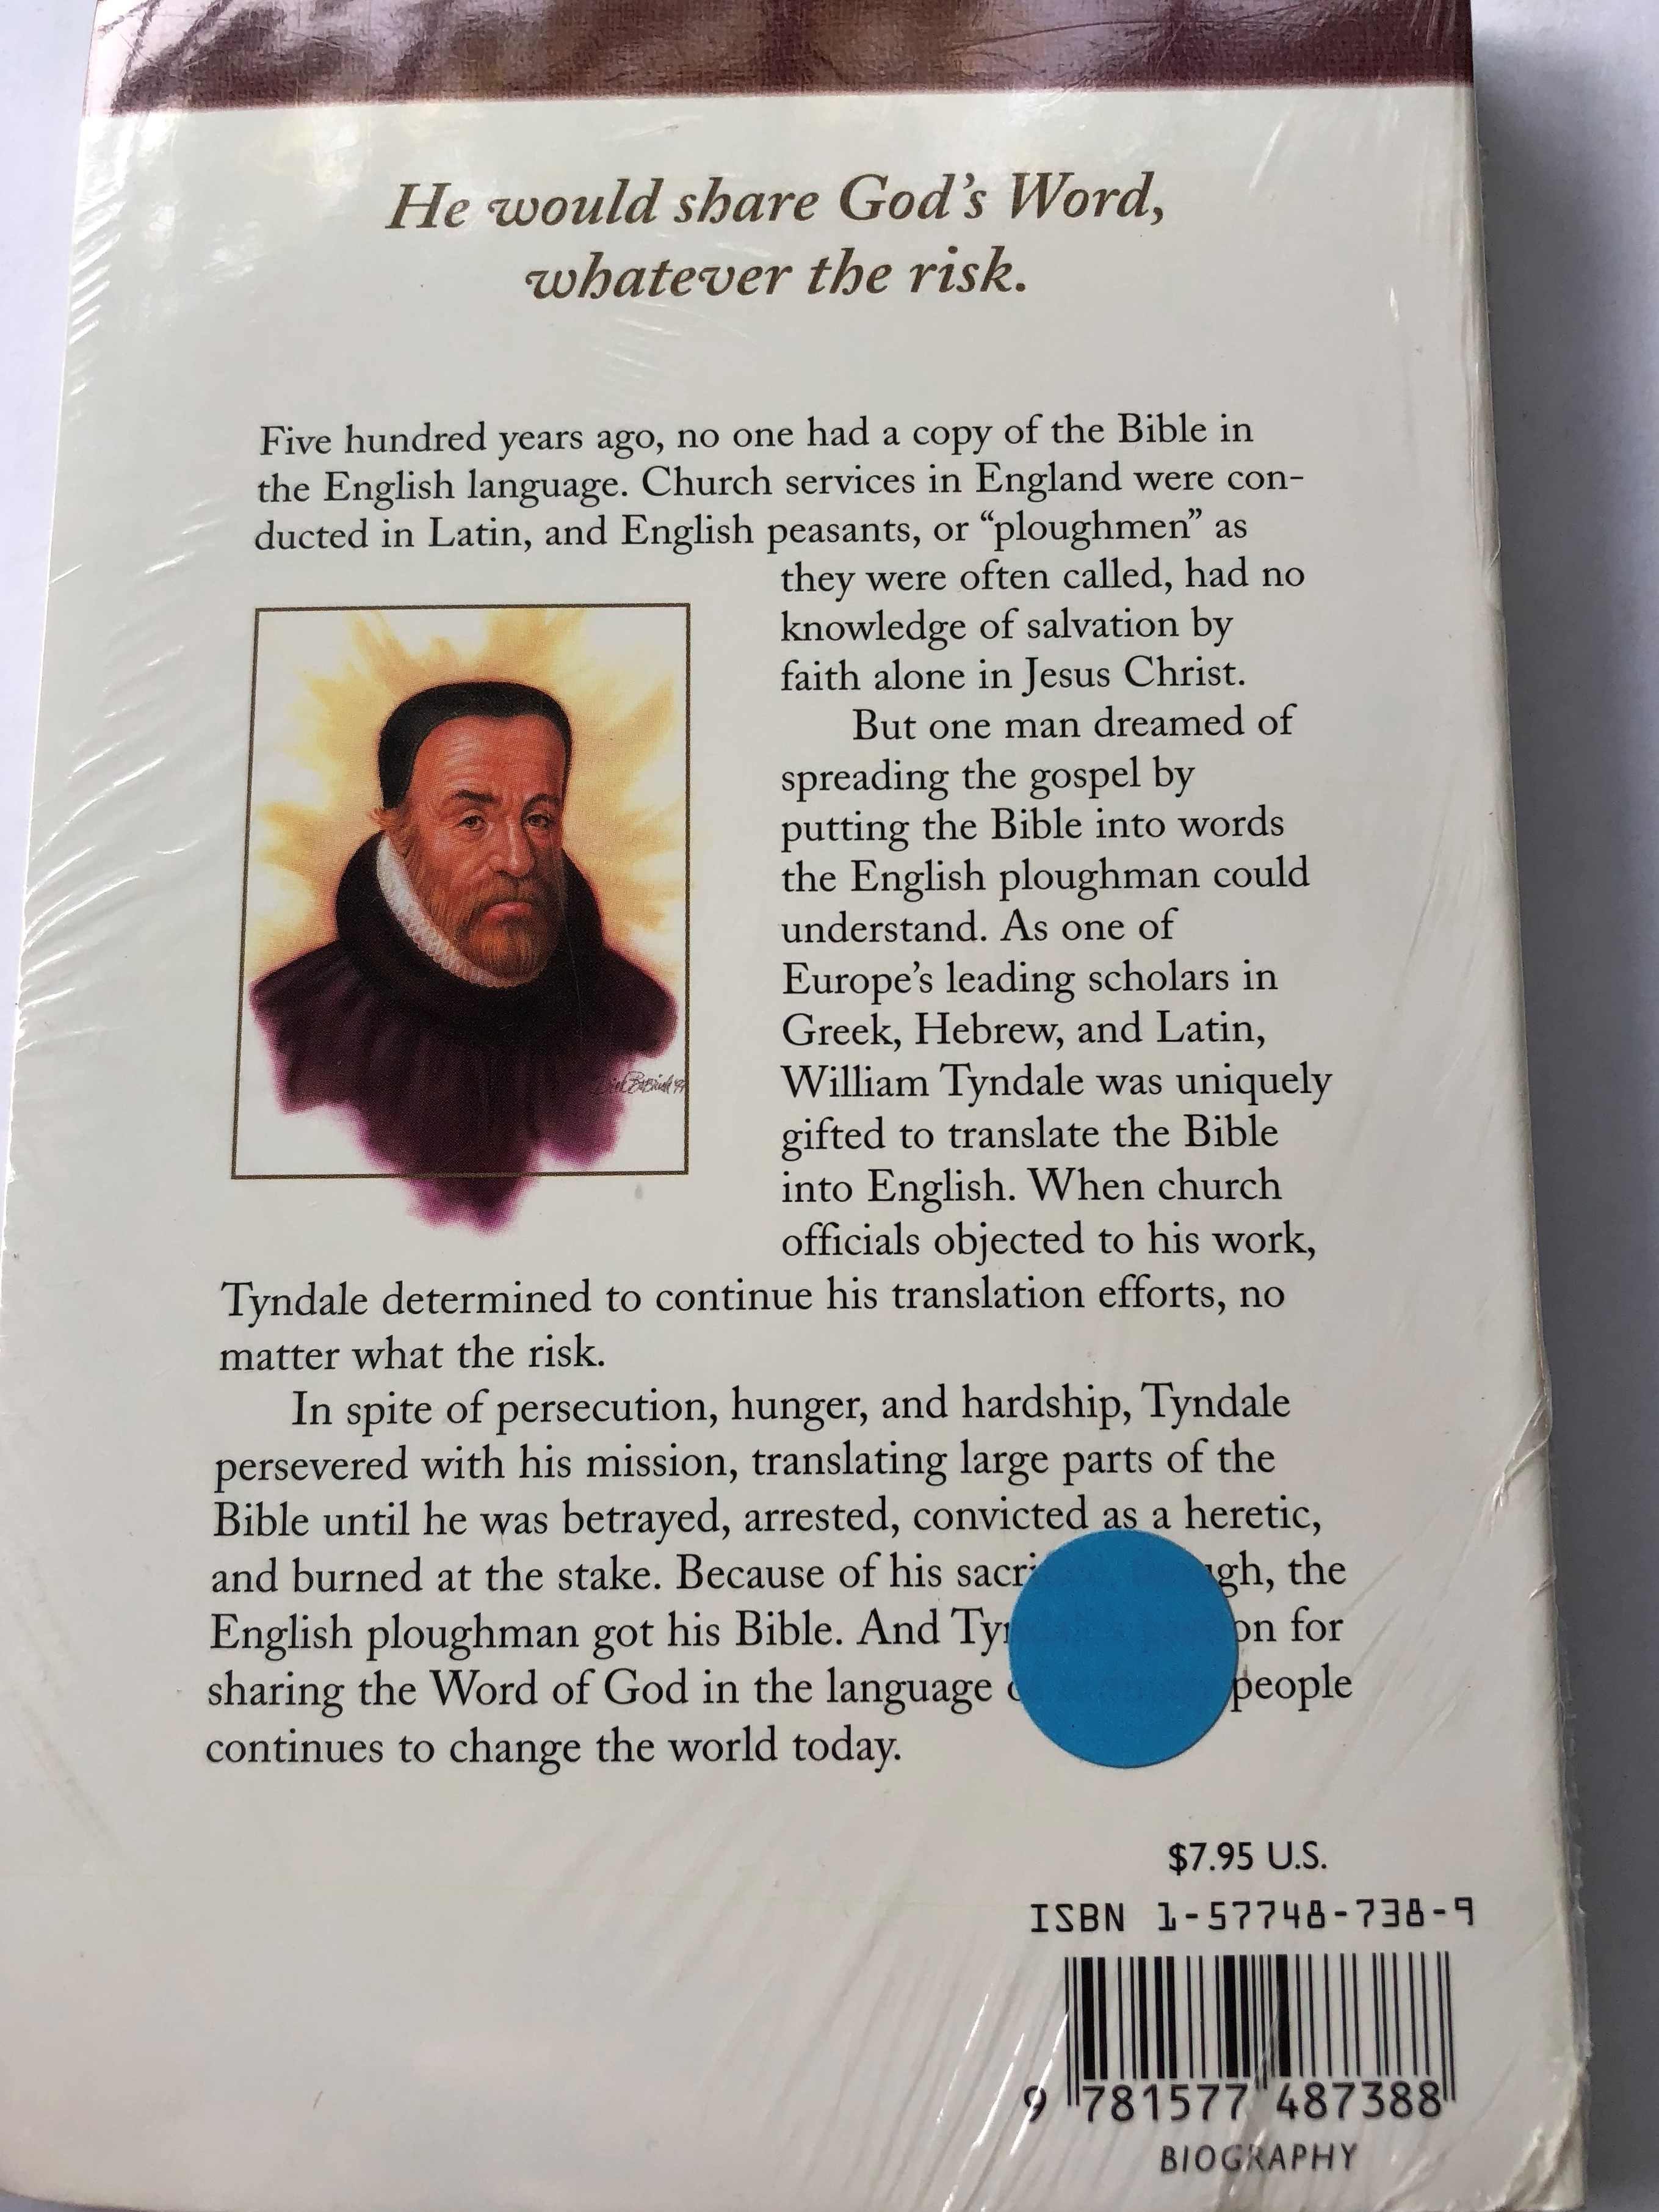 He would share God's Word,
whatever the risk.
Five hundred years ago, no one had a copy of the Bible in
the English language. Church services in England were con-
ducted in Latin, and English peasants, or “ploughmen” as
they were often called, had no
knowledge of salvation by
faith alone in Jesus Christ.
But one man dreamed of
spreading the gospel by
putting the Bible into words
the English ploughman could
understand. As one of
Europe's leading scholars in
Greek, Hebrew, and Latin,
William Tyndale was uniquely
gifted to translate the Bible
into English. When church
officials objected to his work,
Tyndale determined to continue his translation efforts, no
matter what the risk.
In spite of persecution, hunger, and hardship, Tyndale
persevered with his mission, translating large parts of the
Bible until he was betrayed, arrested, convicted as a heretic,
and burned at the stake. Because of his the
English ploughman got his Bible. And for
sharing the Word of God in the language people
continues to change the world today.
$7.95 U.S.
ISBN 1-57748-738-9
9 781577 487388
BIOGRAPHY